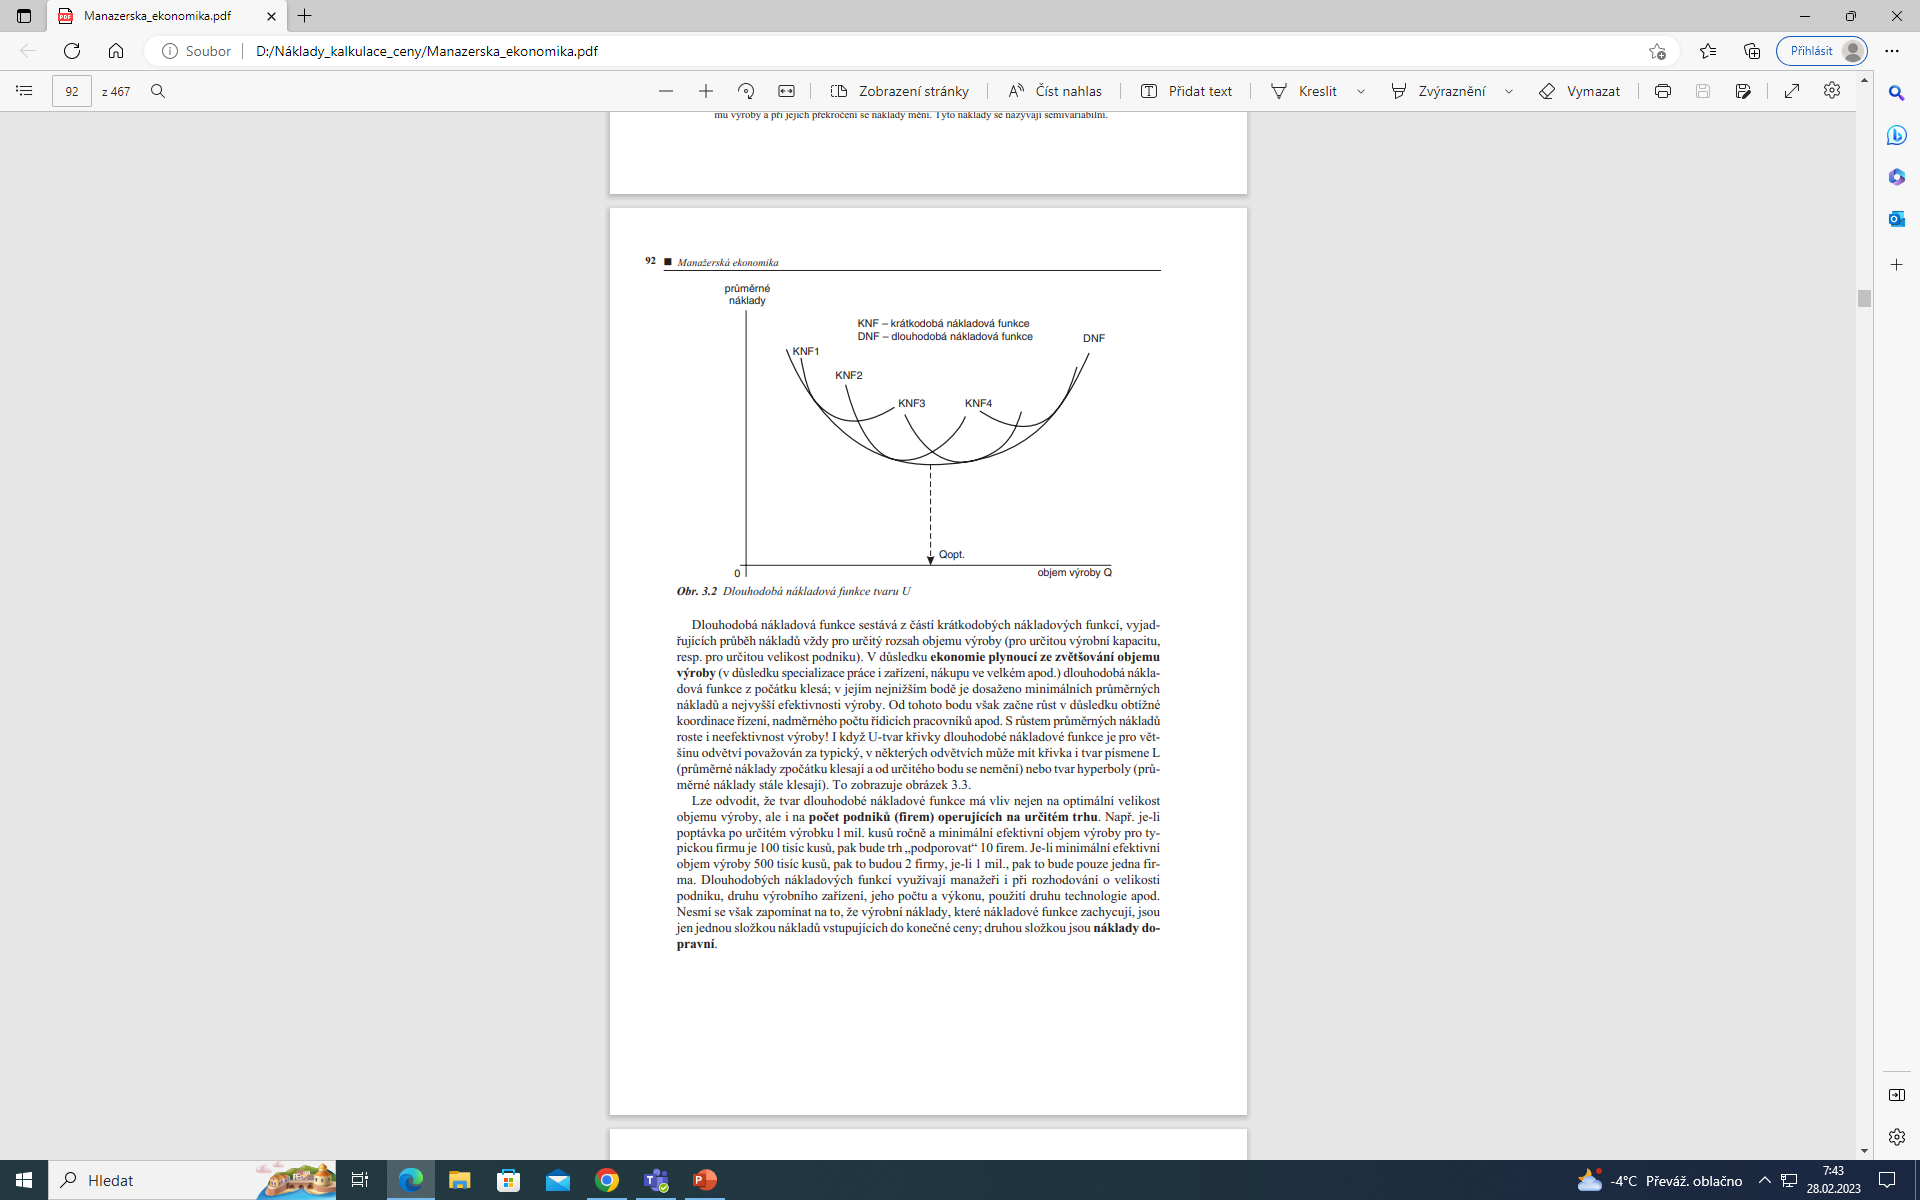 Manazerska_ekonomika.pdf
Soubor
D:/Náklady_kalkulace_ceny/Manazerska_ekonomika.pdf
Přihlásit
92
z 467
Zobrazení stránky
Číst nahlas
Přidat text
Kreslit
Zvýraznění
Vymazat
mu výroby a při jejich překročení se náklady mění. Tyto náklady se nazývají semivariabilní.
92 ■ Manažerská ekonomika
průměrné
náklady
KNF – krátkodobá nákladová funkce
DNF – dlouhodobá nákladová funkce
DNF
KNF1
KNF2
KNF3
KNF4
Qopt.
0
objem výroby Q
Obr. 3.2 Dlouhodobá nákladová funkce tvaru U
Dlouhodobá nákladová funkce sestává z částí krátkodobých nákladových funkcí, vyjad-
řujících průběh nákladů vždy pro určitý rozsah objemu výroby (pro určitou výrobní kapacitu,
resp. pro určitou velikost podniku). V důsledku ekonomie plynoucí ze zvětšování objemu
výroby (v důsledku specializace práce i zařízení, nákupu ve velkém apod.) dlouhodobá nákla-
dová funkce z počátku klesá; v jejím nejnižším bodě je dosaženo minimálních průměrných
nákladů a nejvyšší efektivnosti výroby. Od tohoto bodu však začne růst v důsledku obtížné
koordinace řízení, nadměrného počtu řídicích pracovníků apod. S růstem průměrných nákladů
roste i neefektivnost výroby! I když U-tvar křivky dlouhodobé nákladové funkce je pro vět-
šinu odvětví považován za typický, v některých odvětvích může mít křivka i tvar písmene L
(průměrné náklady zpočátku klesají a od určitého bodu se nemění) nebo tvar hyperboly (prů-
měrné náklady stále klesají). To zobrazuje obrázek 3.3.
Lze odvodit, že tvar dlouhodobé nákladové funkce má vliv nejen na optimální velikost
objemu výroby, ale i na počet podniků (firem) operujících na určitém trhu. Např. je-li
poptávka po určitém výrobku l mil. kusů ročně a minimální efektivní objem výroby pro ty-
pickou firmu je 100 tisíc kusů, pak bude trh „podporovat“ 10 firem. Je-li minimální efektivní
objem výroby 500 tisíc kusů, pak to budou 2 firmy, je-li 1 mil., pak to bude pouze jedna fir-
ma. Dlouhodobých nákladových funkcí využívají manažeři i při rozhodování o velikosti
podniku, druhu výrobního zařízení, jeho počtu a výkonu, použití druhu technologie apod.
Nesmí se však zapomínat na to, že výrobní náklady, které nákladové funkce zachycují, jsou
jen jednou složkou nákladů vstupujících do konečné ceny; druhou složkou jsou náklady do-
pravní.
Hledat
-4°C Převáž. oblačno
7:43
28.02.2023